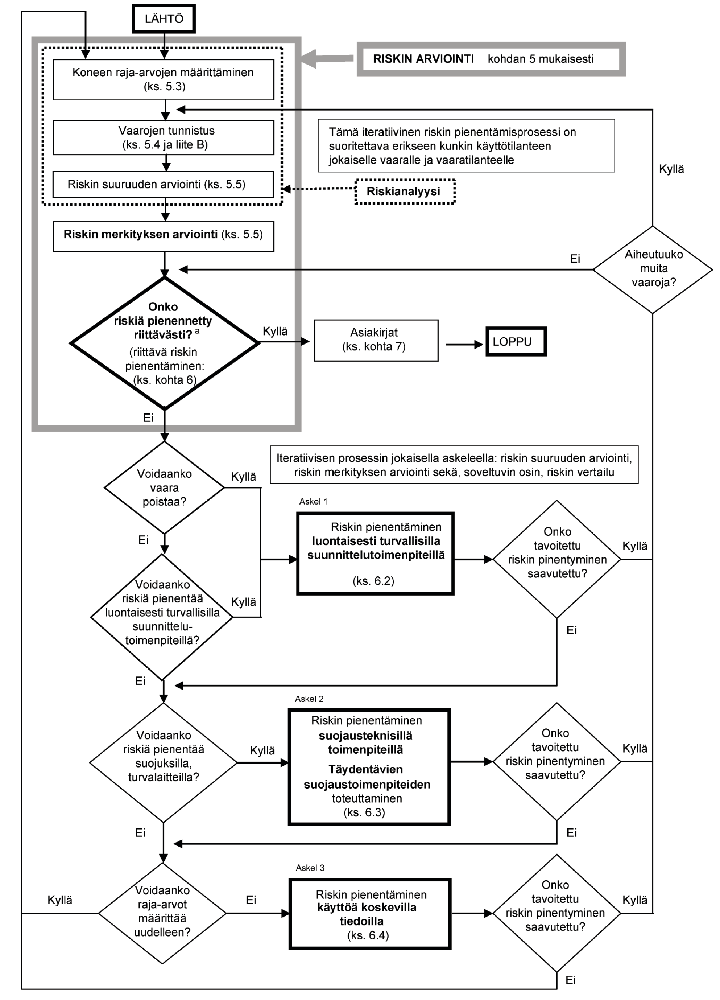 LÄHTÖ
RISKIN ARVIOINTI kohdan 5 mukaisesti
Koneen raja-arvojen määrittäminen
(ks. 5.3)
Vaarojen tunnistus
(ks. 5.4 ja liite B)
Tämä iteratiivinen riskin pienentämisprosessi on
suoritettava erikseen kunkin käyttötilanteen
jokaiselle vaaralle ja vaaratilanteelle
Kyllä
Riskin suuruuden arviointi (ks. 5.5)
Riskianalyysi
Riskin merkityksen arviointi (ks. 5.5)
Ei
Aiheutuuko
muita
vaaroja?
Onko
riskiä pienennetty
riittävästi? a
(riittävä riskin
pienentäminen:
(ks. kohta 6)
Kyllä
Asiakirjat
(ks. kohta 7)
LOPPU
Ei
Iteratiivisen prosessin jokaisella askeleella: riskin suuruuden arviointi,
riskin merkityksen arviointi sekä, soveltuvin osin, riskin vertailu
Voidaanko
vaara
poistaa?
Kyllä
Ei
Askel 1
Riskin pienentäminen
luontaisesti turvallisilla
suunnittelutoimenpiteillä
(ks. 6.2)
Onko
tavoitettu
riskin pinentyminen
saavutettu?
Kyllä
Ei
Voidaanko
riskiä pienentää
luontaisesti turvallisilla
suunnittelu-
toimenpiteillä?
Kyllä
Ei
Askel 2
Voidaanko
riskiä pienentää
suojuksilla,
turvalaitteilla?
Kyllä
Riskin pienentäminen
suojausteknisillä
toimenpiteillä
Täydentävien
suojaustoimenpiteiden
toteuttaminen
(ks. 6.3)
Onko
tavoitettu
riskin pinentyminen
saavutettu?
Kyllä
Ei
Ei
Askel 3
Kyllä
Voidaanko
raja-arvot
määrittää
uudelleen?
Ei
Riskin pienentäminen
käyttöä koskevilla
tiedoilla
(ks. 6.4)
Onko
tavoitettu
riskin pinentyminen
saavutettu?
Kyllä
Ei